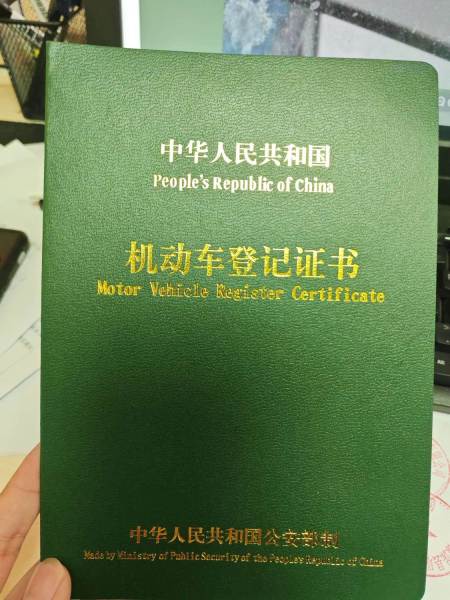 中华人民共和国
People's Republic of China
机动车登记证书
Motor Vehicle Register Certificate
中华人民共和国公安部制
Made by Ministry of Public Security of the People's Republic of China